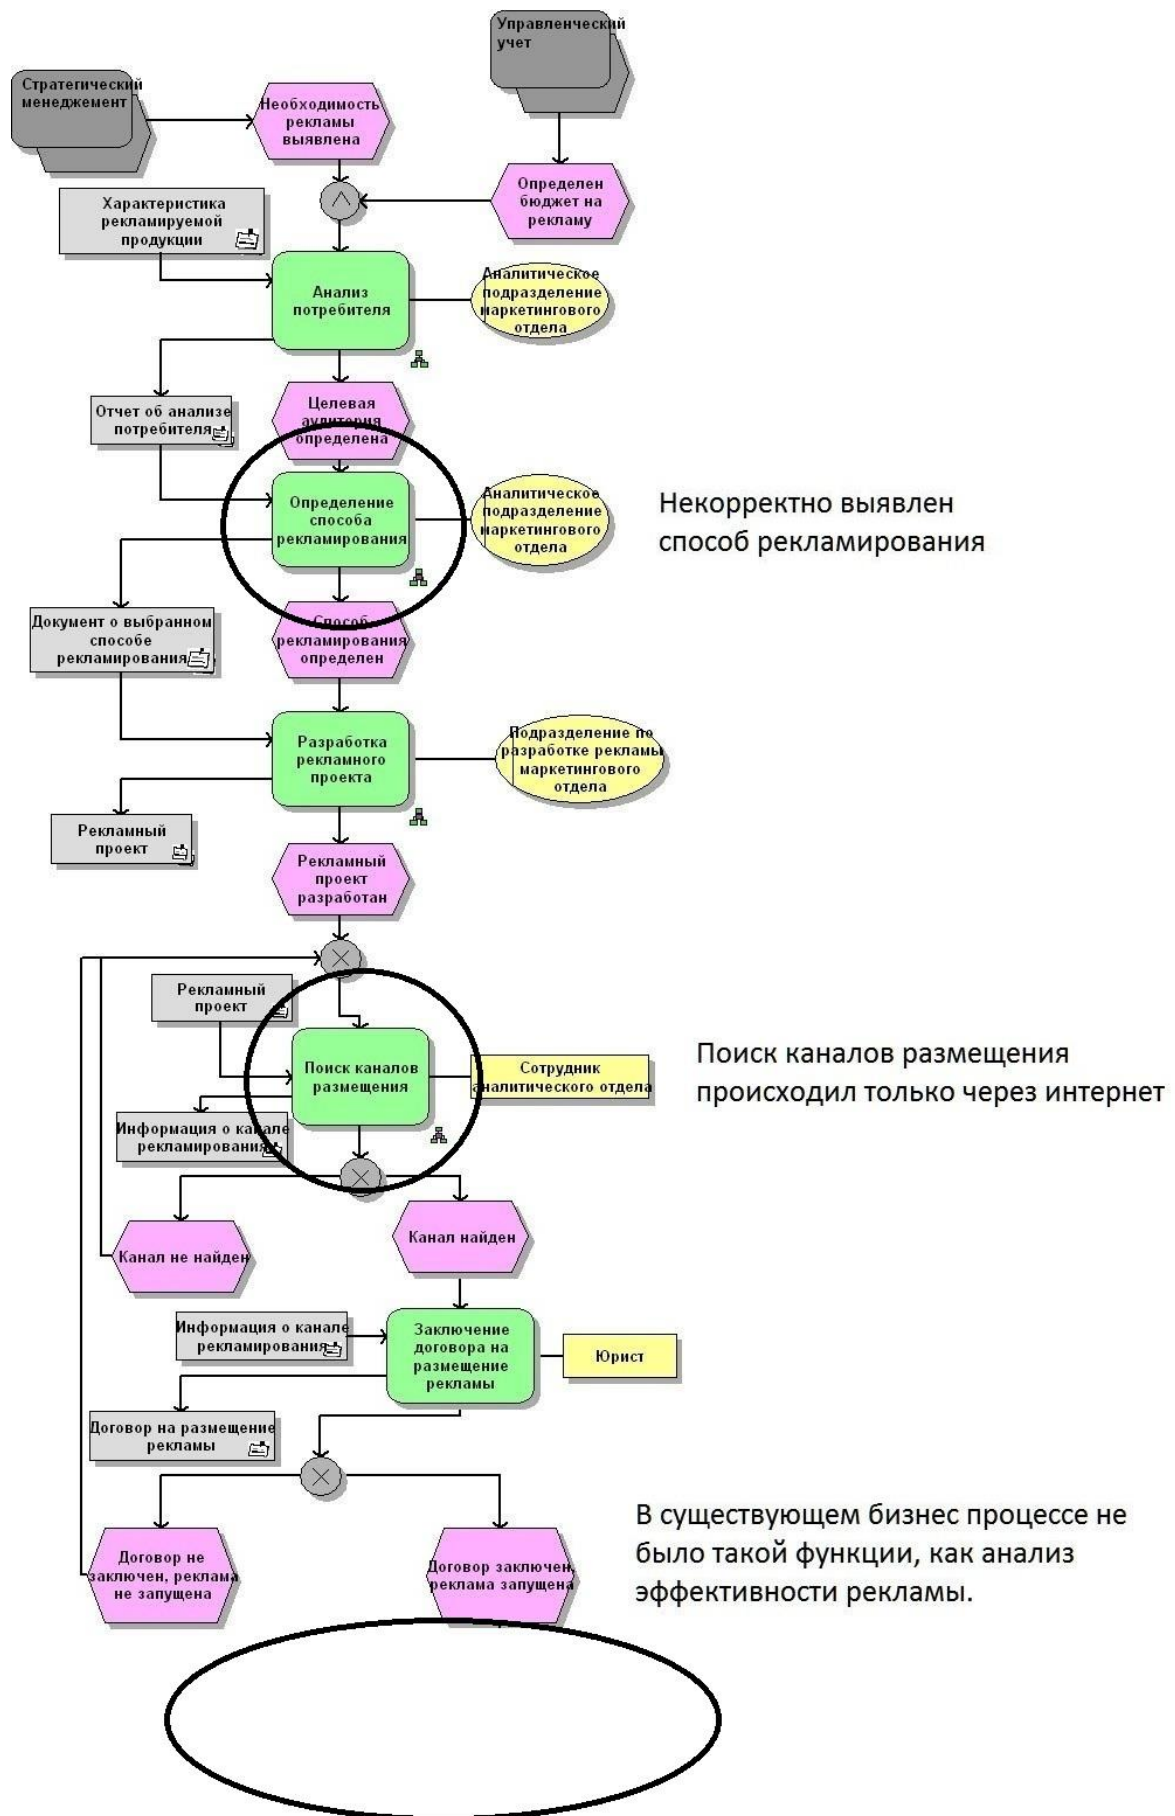 Управленческий
учет
Стратегический
менеджемент
Необходимость
рекламы
выявлена
Определен
бюджет на
рекламу
Характеристика
рекламируемой
продукции
Анализ
потребителя
Аналитическое
подразделение
маркетингового
отдела
Отчет об анализе
потребителя
Целевая
аудитория
определена
Определение
способа
рекламирования
Аналитическое
подразделение
маркетингового
отдела
Некорректно выявлен
способ рекламирования
Документ о выбранном
способе
рекламирования
Способ
рекламирования
определен
Разработка
рекламного
проекта
Подразделение по
разработке рекламы
маркетингового
отдела
Рекламный
проект
Рекламный
проект
разработан
Рекламный
проект
Поиск каналов
размещения
Сотрудник
аналитического отдела
Поиск каналов размещения
происходил только через интернет
Информация о канале
рекламирования
Канал не найден
Канал найден
Информация о канале
рекламирования
Заключение
договора на
размещение
рекламы
Юрист
Договор на размещение
рекламы
Договор не
заключен, реклама
не запущена
Договор заключен,
реклама запущена
В существующем бизнес процессе не
было такой функции, как анализ
эффективности рекламы.